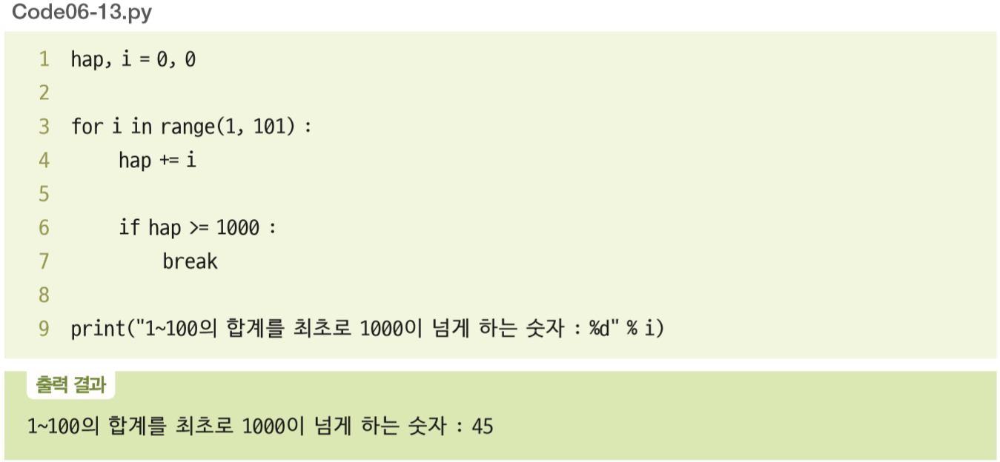 Code06-13.py
1 hap, i = 0, 0
2
3 for i in range(1, 101) :
4     hap += i
5
6     if hap >= 1000 :
7         break
8
9 print("1~100의 합계를 최초로 1000이 넘게 하는 숫자 : %d" % i)
출력 결과
1~100의 합계를 최초로 1000이 넘게 하는 숫자 : 45